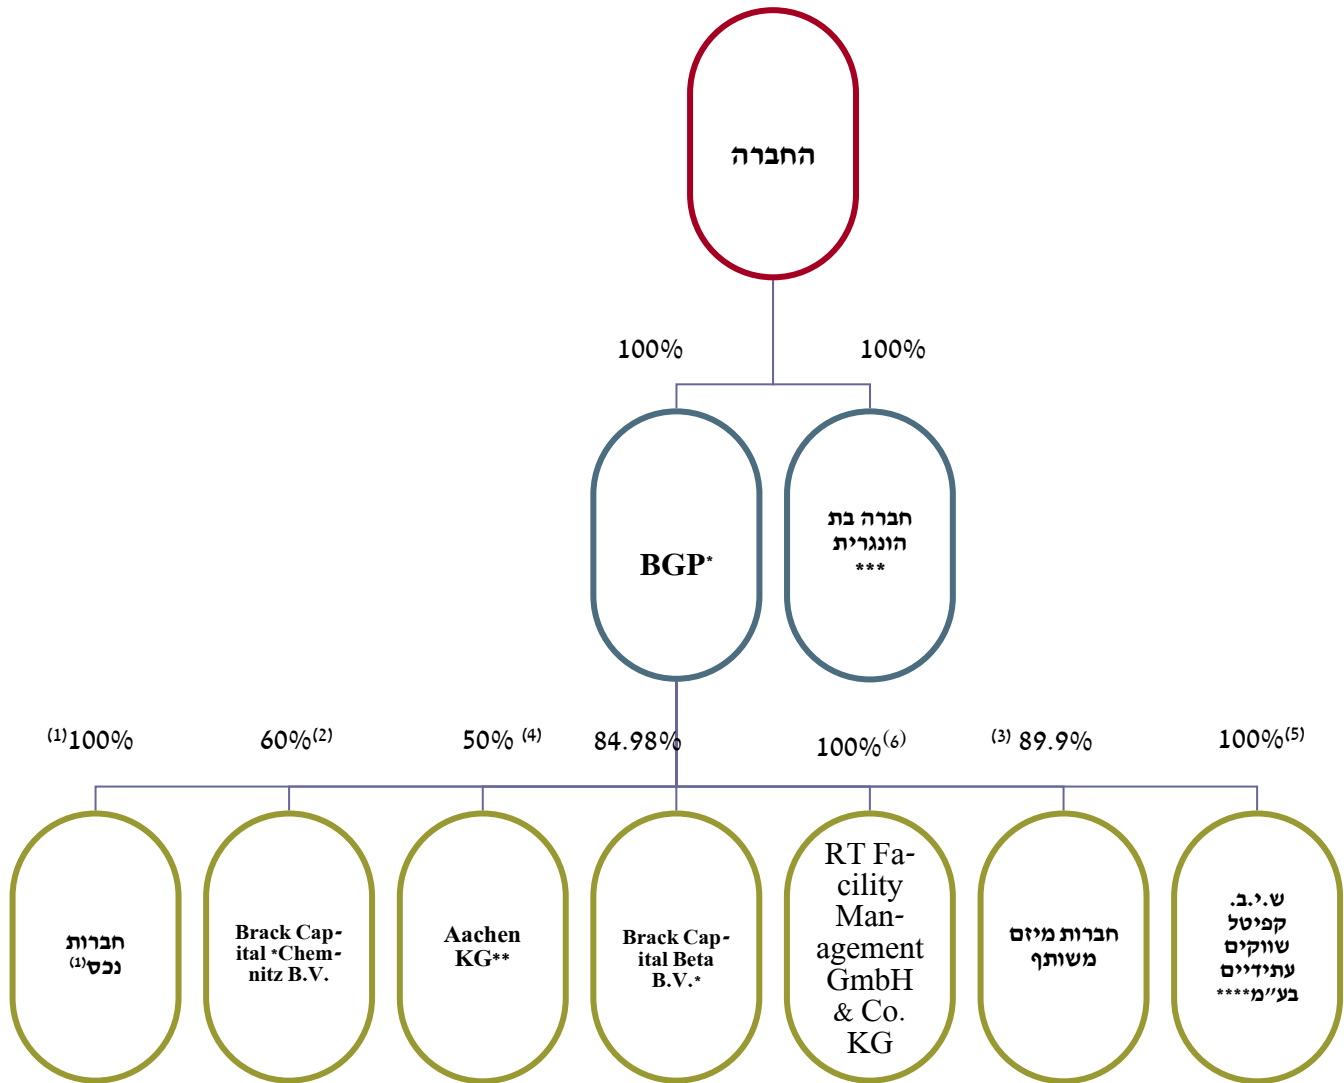 החברה
100%
100%
BGP*
חברה בת
הונגרית
***
(1)100%
60%(2)
50% (4)
84.98%
100%(6)
(3) 89.9%
100%(5)
חברות
נכס(1)
Brack Cap-
ital *Chem-
nitz B.V.
Aachen
KG**
Brack Cap-
ital Beta
B.V.*
RT Fa-
cility
Man-
agement
GmbH
& Co.
KG
חברות מיזם
משותף
ש.י.ב.
קפיטל
שווקים
עתידיים
בע"מ****